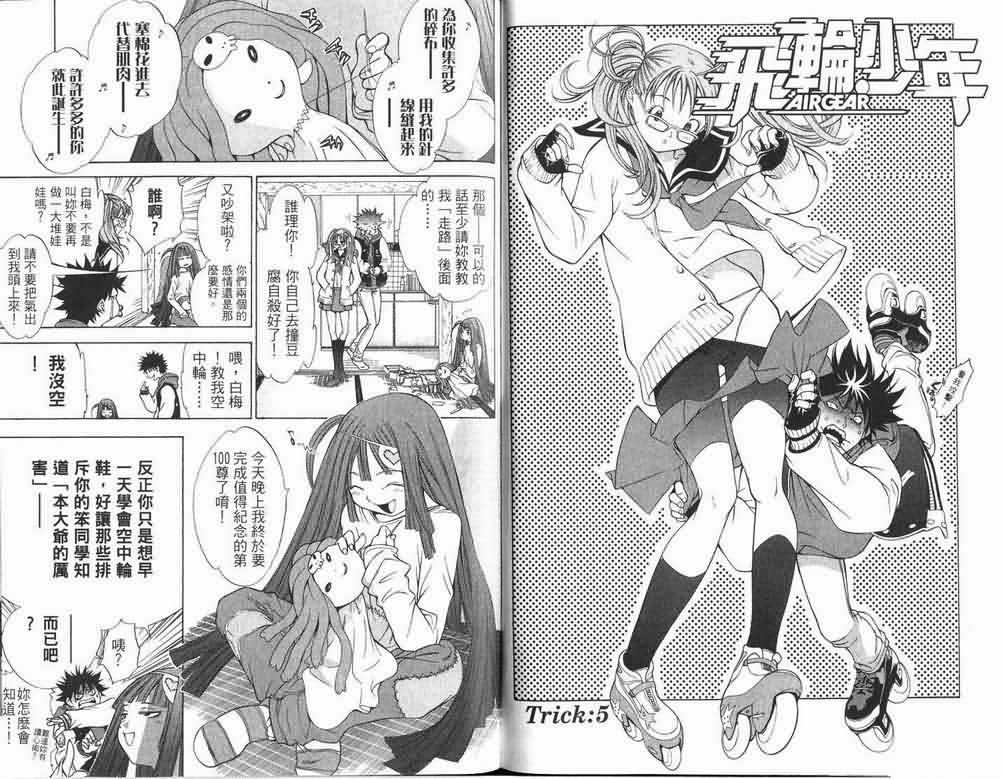 飛輪少年
AIRGEAR
Trick:5
為你收集許多
的碎布——
用我的針
線縫起來
塞棉花進去
代替肌肉——
許許多多的你
就此誕生——
那個——可以的
話至少請妳教教
我「走路」後面
的……
誰理你！
你自己去撞豆
腐自殺好了！
又吵架啦？
你們兩個的
感情還是那
麼要好。
誰啊？
白梅，不是
叫妳不要再
做一大堆娃
娃嗎？
請不要把氣出
到我頭上來！
喂，白梅
！教我空
中輪……
我沒空
！
今天晚上我終於要
完成值得紀念的第
100尊了唷！
反正你只是想早
一天學會空中輪
鞋，好讓那些排
斥你的笨同學知
道「本大爺的厲
害」——
而已吧
？
咦？
妳怎麼會
知道……！
難道妳有
讀心術？